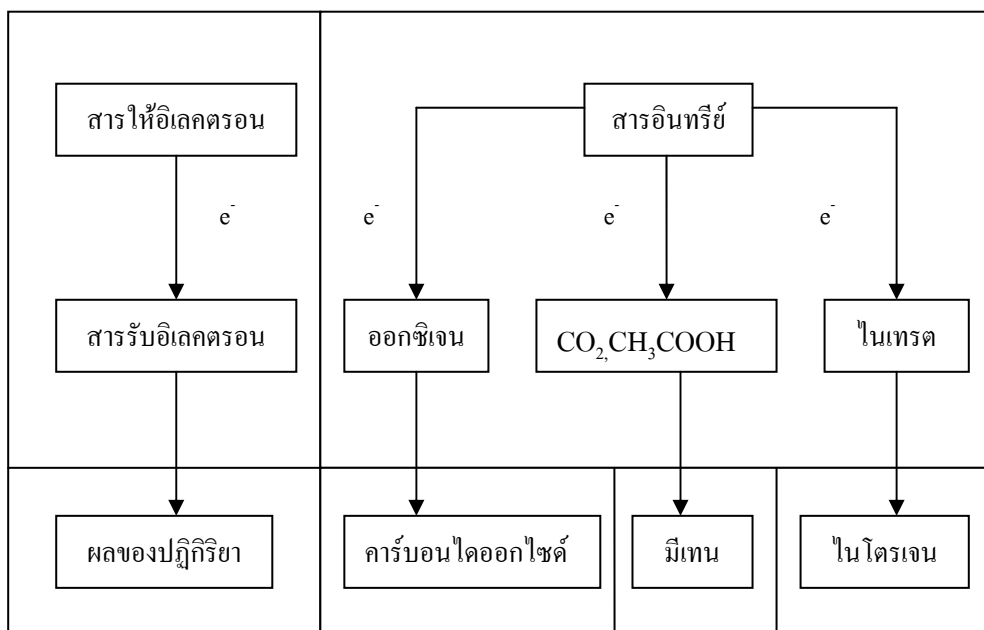 สารให้อิเลคตรอน สารอินทรีย์
e⁻ e⁻ e⁻ e⁻
สารรับอิเลคตรอน ออกซิเจน CO₂,CH₃COOH ไนเทรต
ผลของปฏิกิริยา คาร์บอนไดออกไซด์ มีเทน ไนโตรเจน